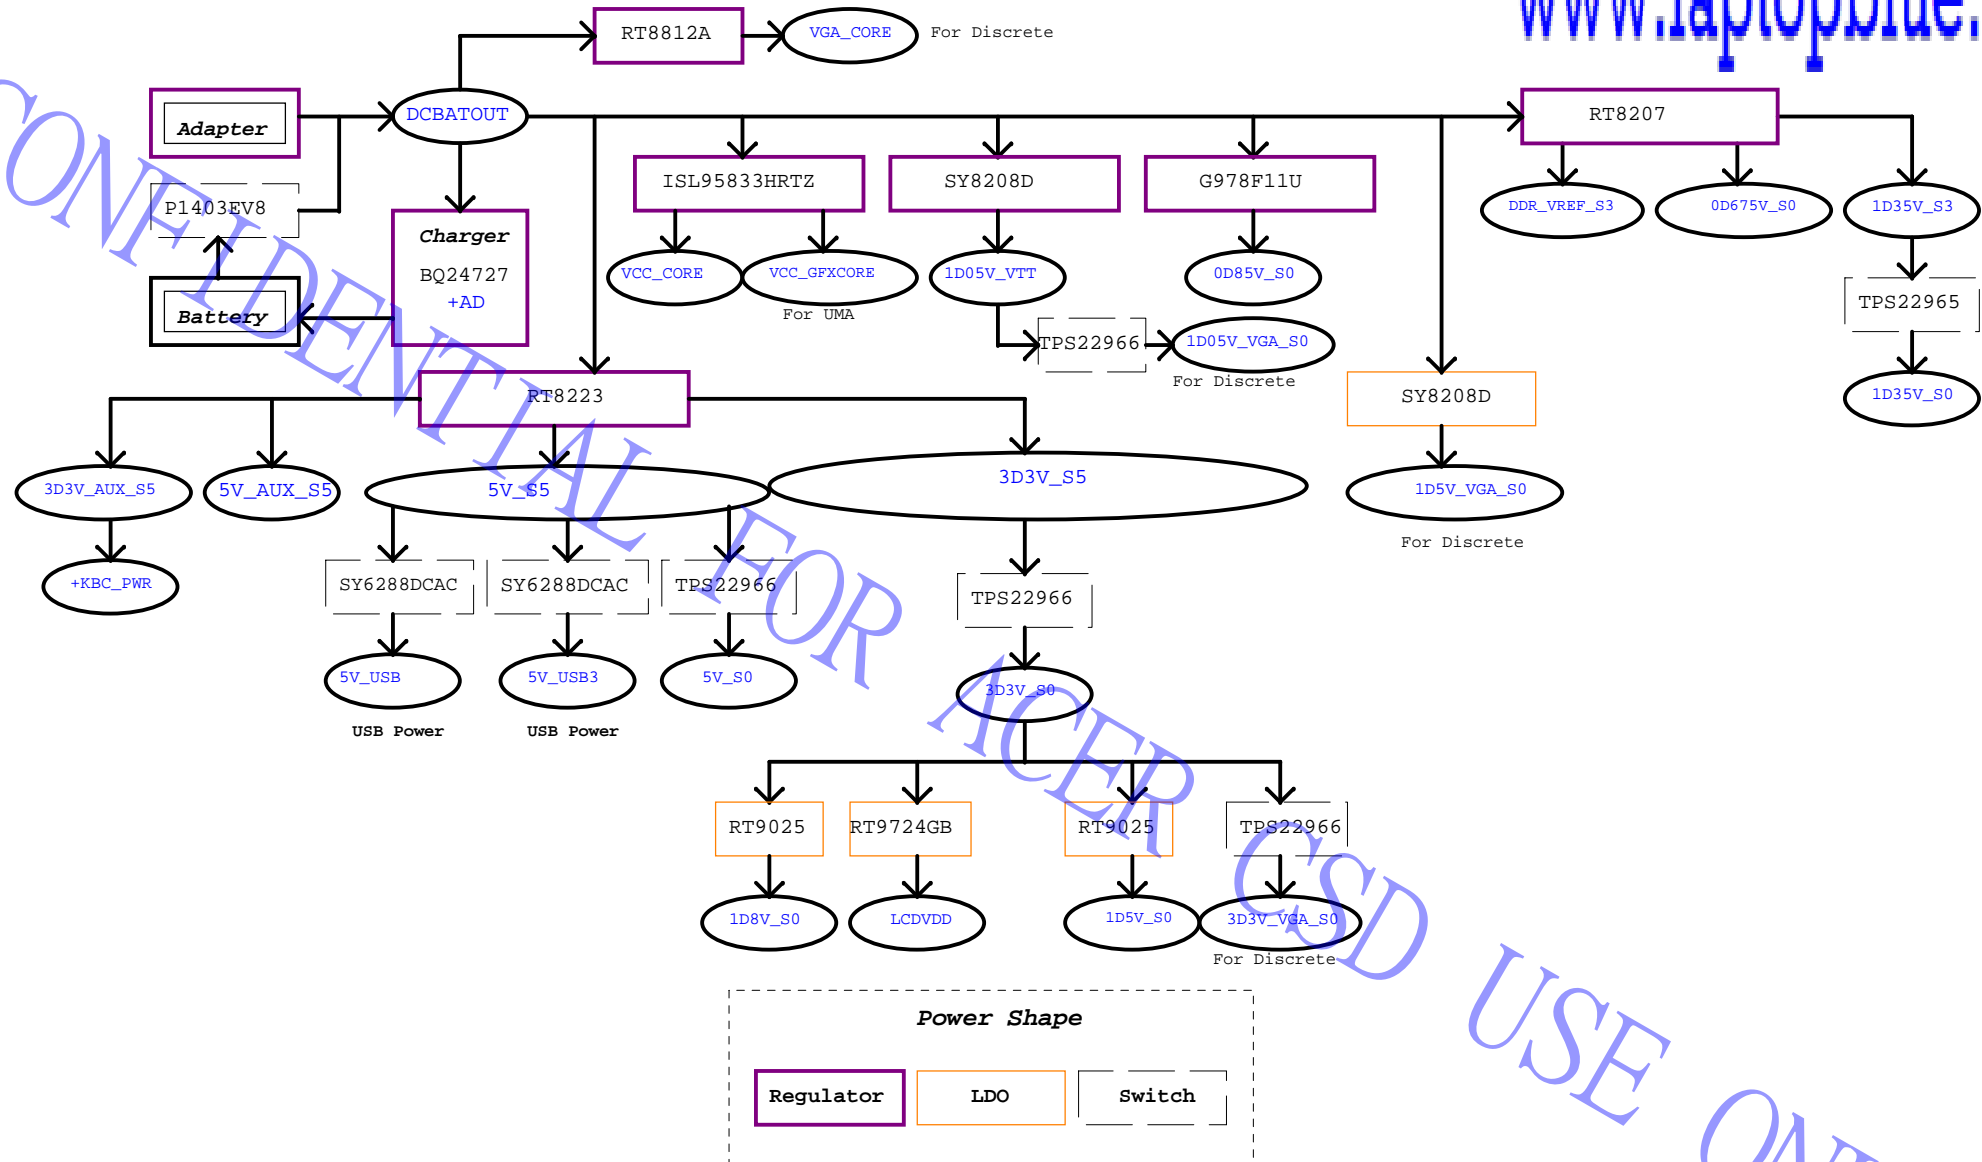 www.laptopblue.
RT8812A
VGA_CORE
For Discrete
Adapter
DCBATOUT
RT8207
P1403EV8
Charger
BQ24727
+AD
Battery
ISL95833HRTZ
SY8208D
G978F11U
DDR_VREF_S3
0D675V_S0
1D35V_S3
VCC_CORE
VCC_GFXCORE
For UMA
1D05V_VTT
0D85V_S0
TPS22966
1D05V_VGA_S0
For Discrete
TPS22965
1D35V_S0
RT8223
SY8208D
3D3V_AUX_S5
5V_AUX_S5
5V_S5
3D3V_S5
1D5V_VGA_S0
For Discrete
+KBC_PWR
SY6288DCAC
SY6288DCAC
TPS22966
TPS22966
5V_USB
5V_USB3
5V_S0
3D3V_S0
USB Power
USB Power
RT9025
RT9724GB
RT9025
TPS22966
1D8V_S0
LCDVDD
1D5V_S0
3D3V_VGA_S0
For Discrete
Power Shape
Regulator
LDO
Switch
CONFIDENTIAL FOR ACER CSD USE